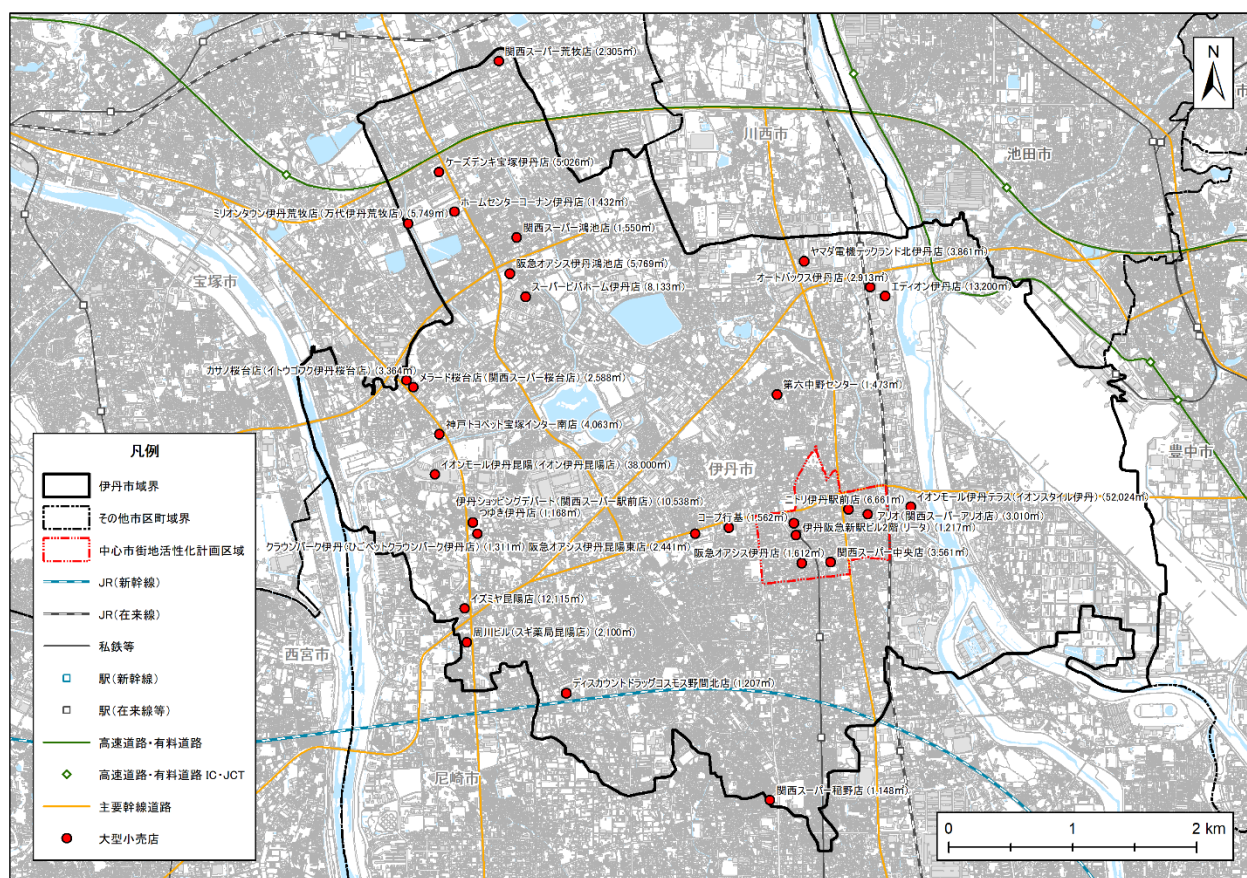 関西スーパー荒牧店(2,305㎡)
N
市
川西市
池田市
ケーズデンキ宝塚伊丹店(5,026㎡)
ホームセンターコーナン伊丹店(1,432㎡)
ミリオンタウン伊丹荒牧店(万代伊丹荒牧店)(5,749㎡)
関西スーパー鴻池店(1,550㎡)
阪急オアシス伊丹鴻池店(5,769㎡)
ヤマダ電機テックランド北伊丹店(3,861㎡)
オートバックス伊丹店(2,913㎡)
スーパービバホーム伊丹店(8,133㎡)
エディオン伊丹店(13,200㎡)
宝塚市
カサノ桜台店(イトウゴフク伊丹桜台店)(3,364㎡)
メラード桜台店(関西スーパー桜台店)(2,588㎡)
第六中野センター(1,473㎡)
神戸トヨペット宝塚インター南店(4,063㎡)
豊中市
イオンモール伊丹昆陽(イオン伊丹昆陽店)(38,000㎡)
伊丹市
伊丹ショッピングデパート(関西スーパー駅前店)(10,538㎡)
ニトリ伊丹駅前店(6,661㎡)
イオンモール伊丹テラス(イオンスタイル伊丹)(52,024㎡)
つゆき伊丹店(1,168㎡)
コープ行基(1,562㎡)
アリオ(関西スーパーアリオ店)(3,010㎡)
伊丹阪急新駅ビル2階(リータ)(1,217㎡)
クラウンパーク伊丹(ひごペットクラウンパーク伊丹店)(1,311㎡)
阪急オアシス伊丹昆陽東店(2,441㎡)
阪急オアシス伊丹店(1,612㎡)
関西スーパー中央店(3,561㎡)
イズミヤ昆陽店(12,115㎡)
周川ビル(スギ薬局昆陽店)(2,100㎡)
西宮市
ディスカウントドラッグコスモス野間北店(1,207㎡)
尼崎市
関西スーパー稲野店(1,148㎡)
凡例
伊丹市域界
その他市区町域界
中心市街地活性化計画区域
JR(新幹線)
JR(在来線)
私鉄等
駅(新幹線)
駅(在来線等)
高速道路・有料道路
高速道路・有料道路 IC・JCT
主要幹線道路
大型小売店
0 1 2 km